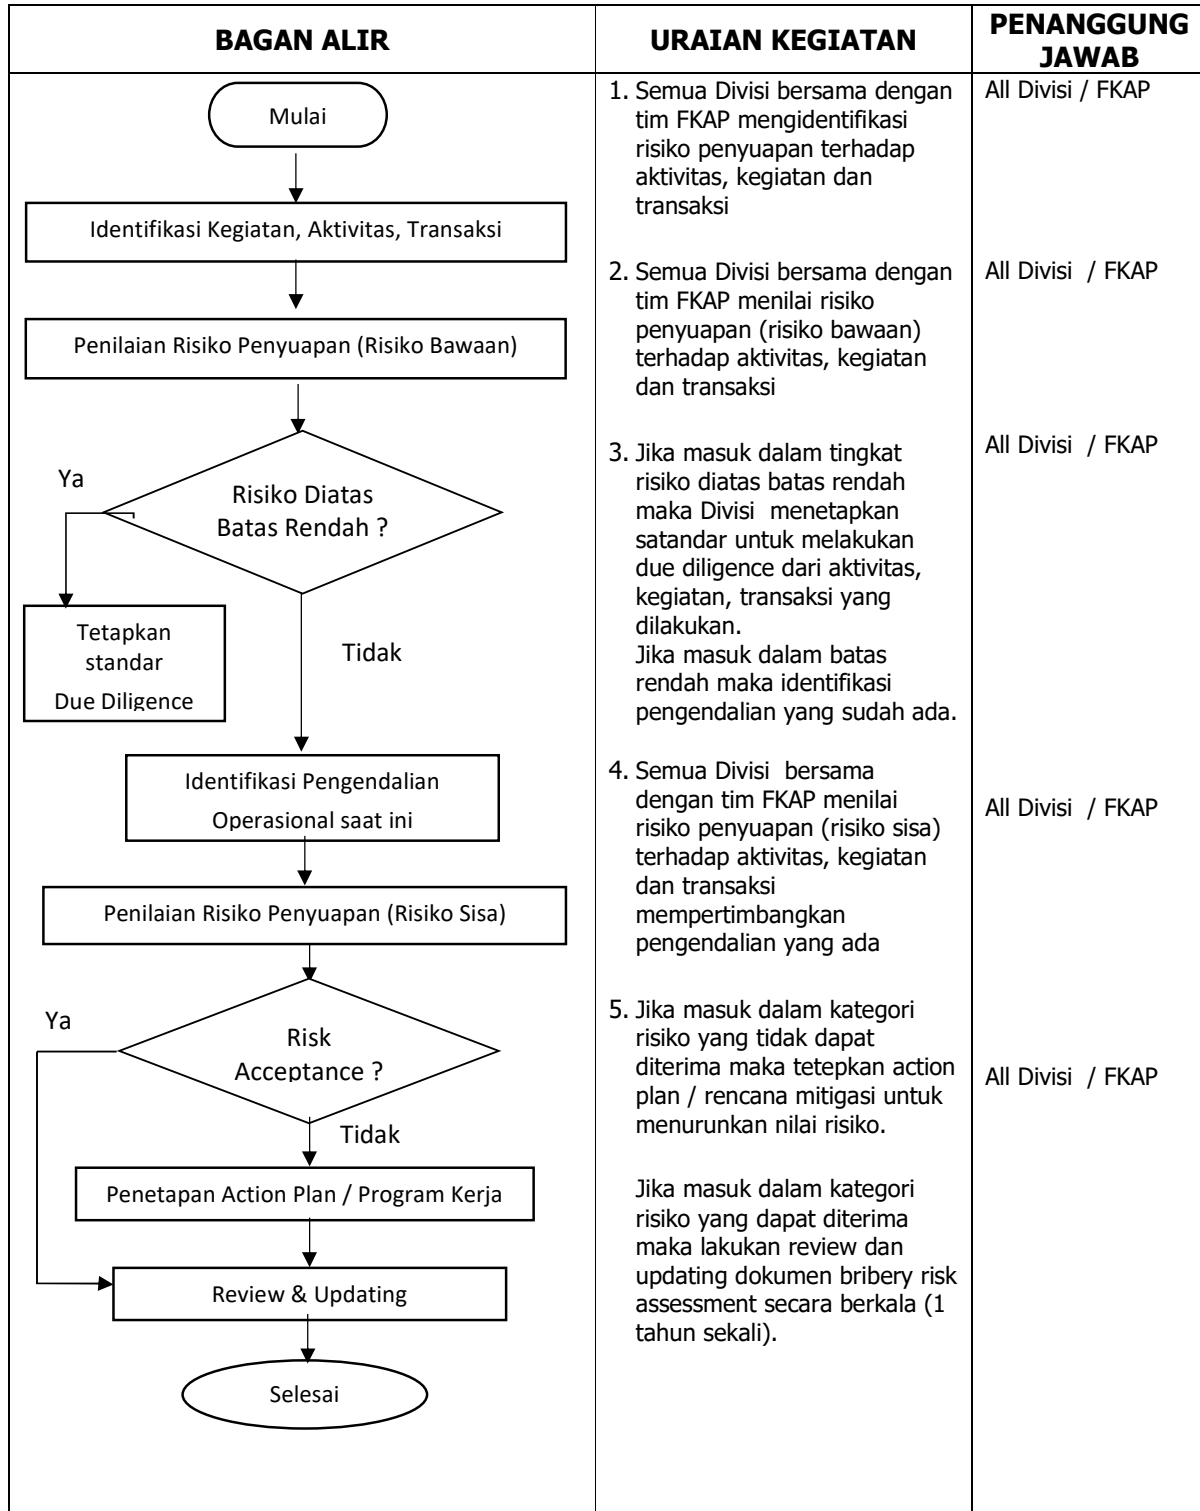 BAGAN ALIR
URAIAN KEGIATAN
PENANGGUNG
JAWAB
Mulai
Identifikasi Kegiatan, Aktivitas, Transaksi
Penilaian Risiko Penyuapan (Risiko Bawaan)
Ya
Risiko Diatas
Batas Rendah ?
Tetapkan
standar
Due Diligence
Tidak
Identifikasi Pengendalian
Operasional saat ini
Penilaian Risiko Penyuapan (Risiko Sisa)
Ya
Risk
Acceptance ?
Tidak
Penetapan Action Plan / Program Kerja
Review & Updating
Selesai
1. Semua Divisi bersama dengan
tim FKAP mengidentifikasi
risiko penyuapan terhadap
aktivitas, kegiatan dan
transaksi
2. Semua Divisi bersama dengan
tim FKAP menilai risiko
penyuapan (risiko bawaan)
terhadap aktivitas, kegiatan
dan transaksi
3. Jika masuk dalam tingkat
risiko diatas batas rendah
maka Divisi menetapkan
satandar untuk melakukan
due diligence dari aktivitas,
kegiatan, transaksi yang
dilakukan.
Jika masuk dalam batas
rendah maka identifikasi
pengendalian yang sudah ada.
4. Semua Divisi bersama
dengan tim FKAP menilai
risiko penyuapan (risiko sisa)
terhadap aktivitas, kegiatan
dan transaksi
mempertimbangkan
pengendalian yang ada
5. Jika masuk dalam kategori
risiko yang tidak dapat
diterima maka tetepkan action
plan / rencana mitigasi untuk
menurunkan nilai risiko.
Jika masuk dalam kategori
risiko yang dapat diterima
maka lakukan review dan
updating dokumen bribery risk
assessment secara berkala (1
tahun sekali).
All Divisi / FKAP
All Divisi / FKAP
All Divisi / FKAP
All Divisi / FKAP
All Divisi / FKAP